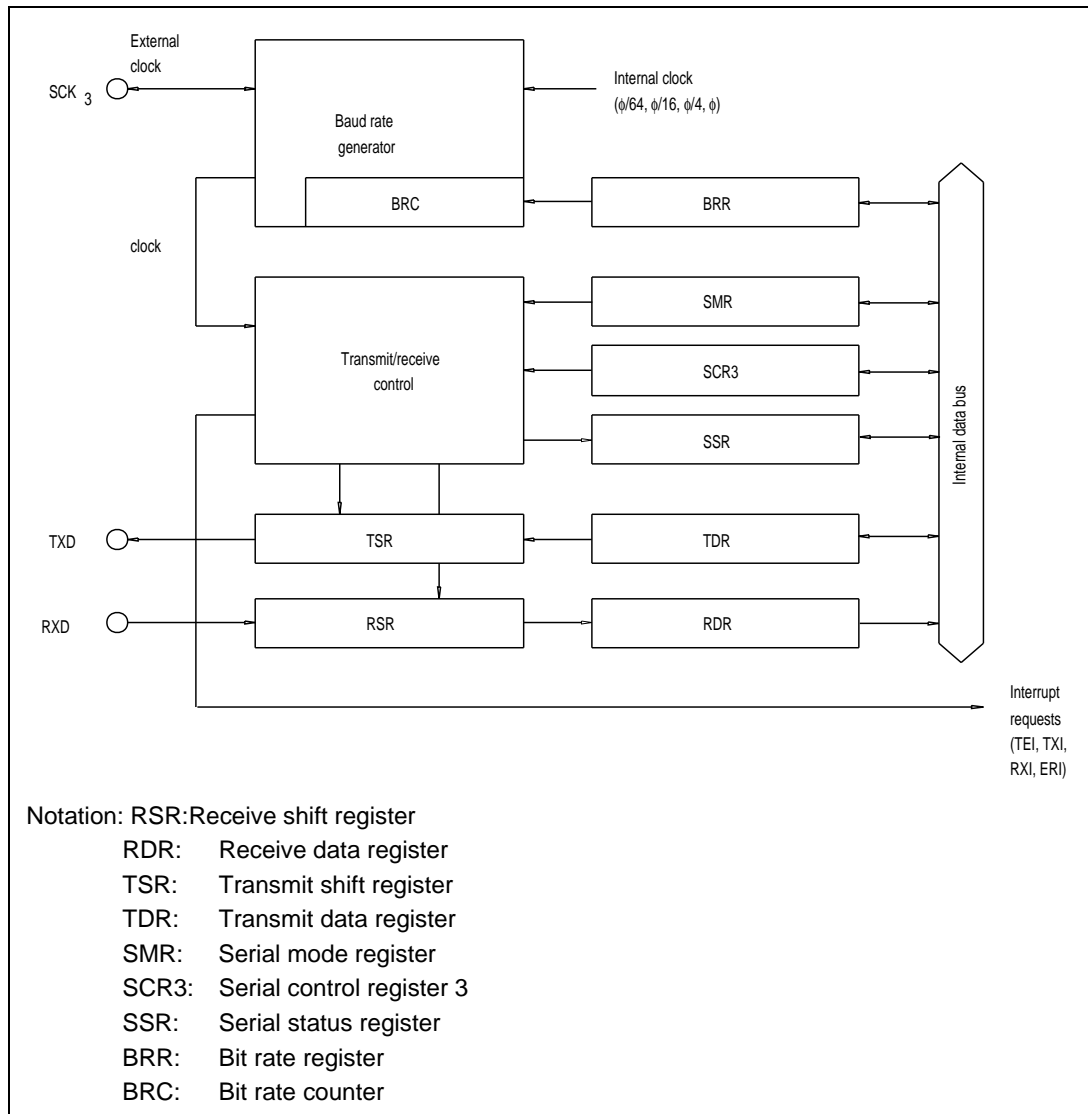 External
clock
SCK 3
Internal clock
(ϕ/64, ϕ/16, ϕ/4, ϕ)
Baud rate
generator
BRC
BRR
clock
SMR
Transmit/receive
control
SCR3
SSR
Internal data bus
TXD
TSR
TDR
RXD
RSR
RDR
Interrupt
requests
(TEI, TXI,
RXI, ERI)
Notation: RSR:Receive shift register
RDR: Receive data register
TSR: Transmit shift register
TDR: Transmit data register
SMR: Serial mode register
SCR3: Serial control register 3
SSR: Serial status register
BRR: Bit rate register
BRC: Bit rate counter